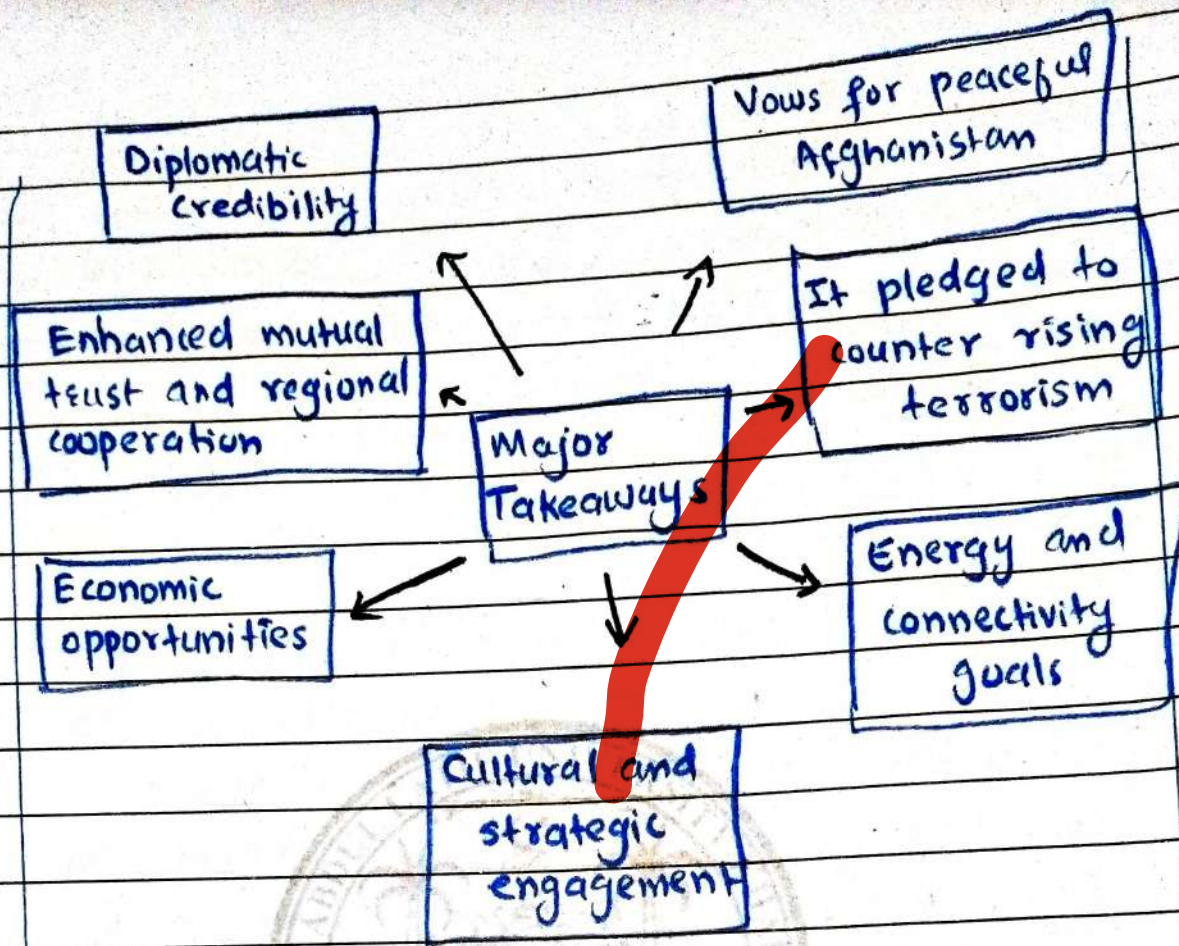 Diplomatic
credibility
Vows for peaceful
Afghanistan
Enhanced mutual
trust and regional
cooperation
It pledged to
counter rising
terrorism
Major
Takeaways
Economic
opportunities
Energy and
connectivity
goals
Cultural and
strategic
engagement